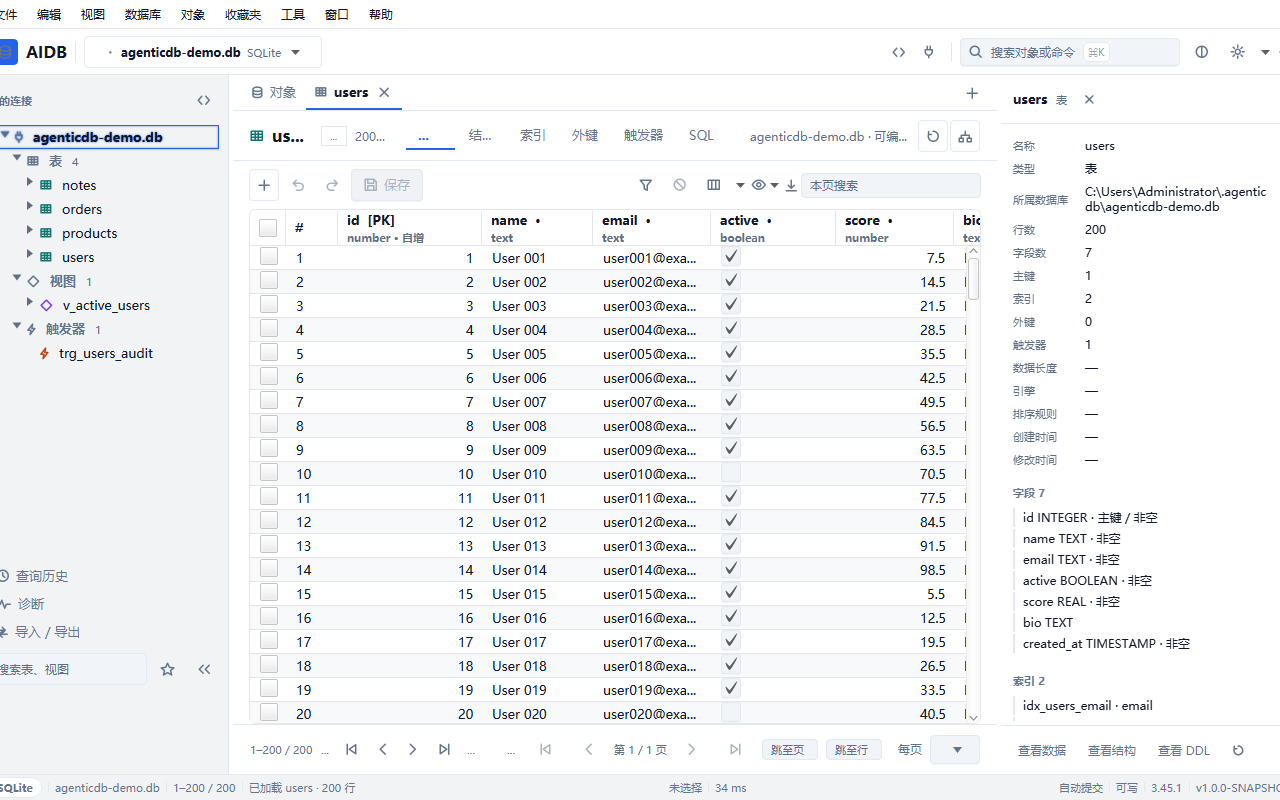 文件 编辑 视图 数据库 对象 收藏夹 工具 窗口 帮助
AIDB · agenticdb-demo.db SQLite 搜索对象或命令 ⌘K
的连接
agenticdb-demo.db
表 4
notes
orders
products
users
视图 1
v_active_users
触发器 1
trg_users_audit
查询历史
诊断
导入 / 导出
搜索表、视图
对象 users
us... ... 200... ... 结... 索引 外键 触发器 SQL agenticdb-demo.db · 可编...
保存 本页搜索
# id [PK] name • email • active • score • bio
number • 自增 text text boolean number tex
1 1 User 001 user001@exa... 7.5
2 2 User 002 user002@exa... 14.5
3 3 User 003 user003@exa... 21.5
4 4 User 004 user004@exa... 28.5
5 5 User 005 user005@exa... 35.5
6 6 User 006 user006@exa... 42.5
7 7 User 007 user007@exa... 49.5
8 8 User 008 user008@exa... 56.5
9 9 User 009 user009@exa... 63.5
10 10 User 010 user010@exa... 70.5
11 11 User 011 user011@exa... 77.5
12 12 User 012 user012@exa... 84.5
13 13 User 013 user013@exa... 91.5
14 14 User 014 user014@exa... 98.5
15 15 User 015 user015@exa... 5.5
16 16 User 016 user016@exa... 12.5
17 17 User 017 user017@exa... 19.5
18 18 User 018 user018@exa... 26.5
19 19 User 019 user019@exa... 33.5
20 20 User 020 user020@exa... 40.5
1–200 / 200 ... ... ... 第 1 / 1 页 跳至页 跳至行 每页
users 表
名称 users
类型 表
所属数据库 C:\Users\Administrator\.agentic
db\agenticdb-demo.db
行数 200
字段数 7
主键 1
索引 2
外键 0
触发器 1
数据长度 —
引擎 —
排序规则 —
创建时间 —
修改时间 —
字段 7
id INTEGER · 主键 / 非空
name TEXT · 非空
email TEXT · 非空
active BOOLEAN · 非空
score REAL · 非空
bio TEXT
created_at TIMESTAMP · 非空
索引 2
idx_users_email · email
查看数据 查看结构 查看 DDL
SQLite agenticdb-demo.db 1–200 / 200 已加载 users · 200 行 未选择 34 ms 自动提交 可写 3.45.1 v1.0.0-SNAPSHO